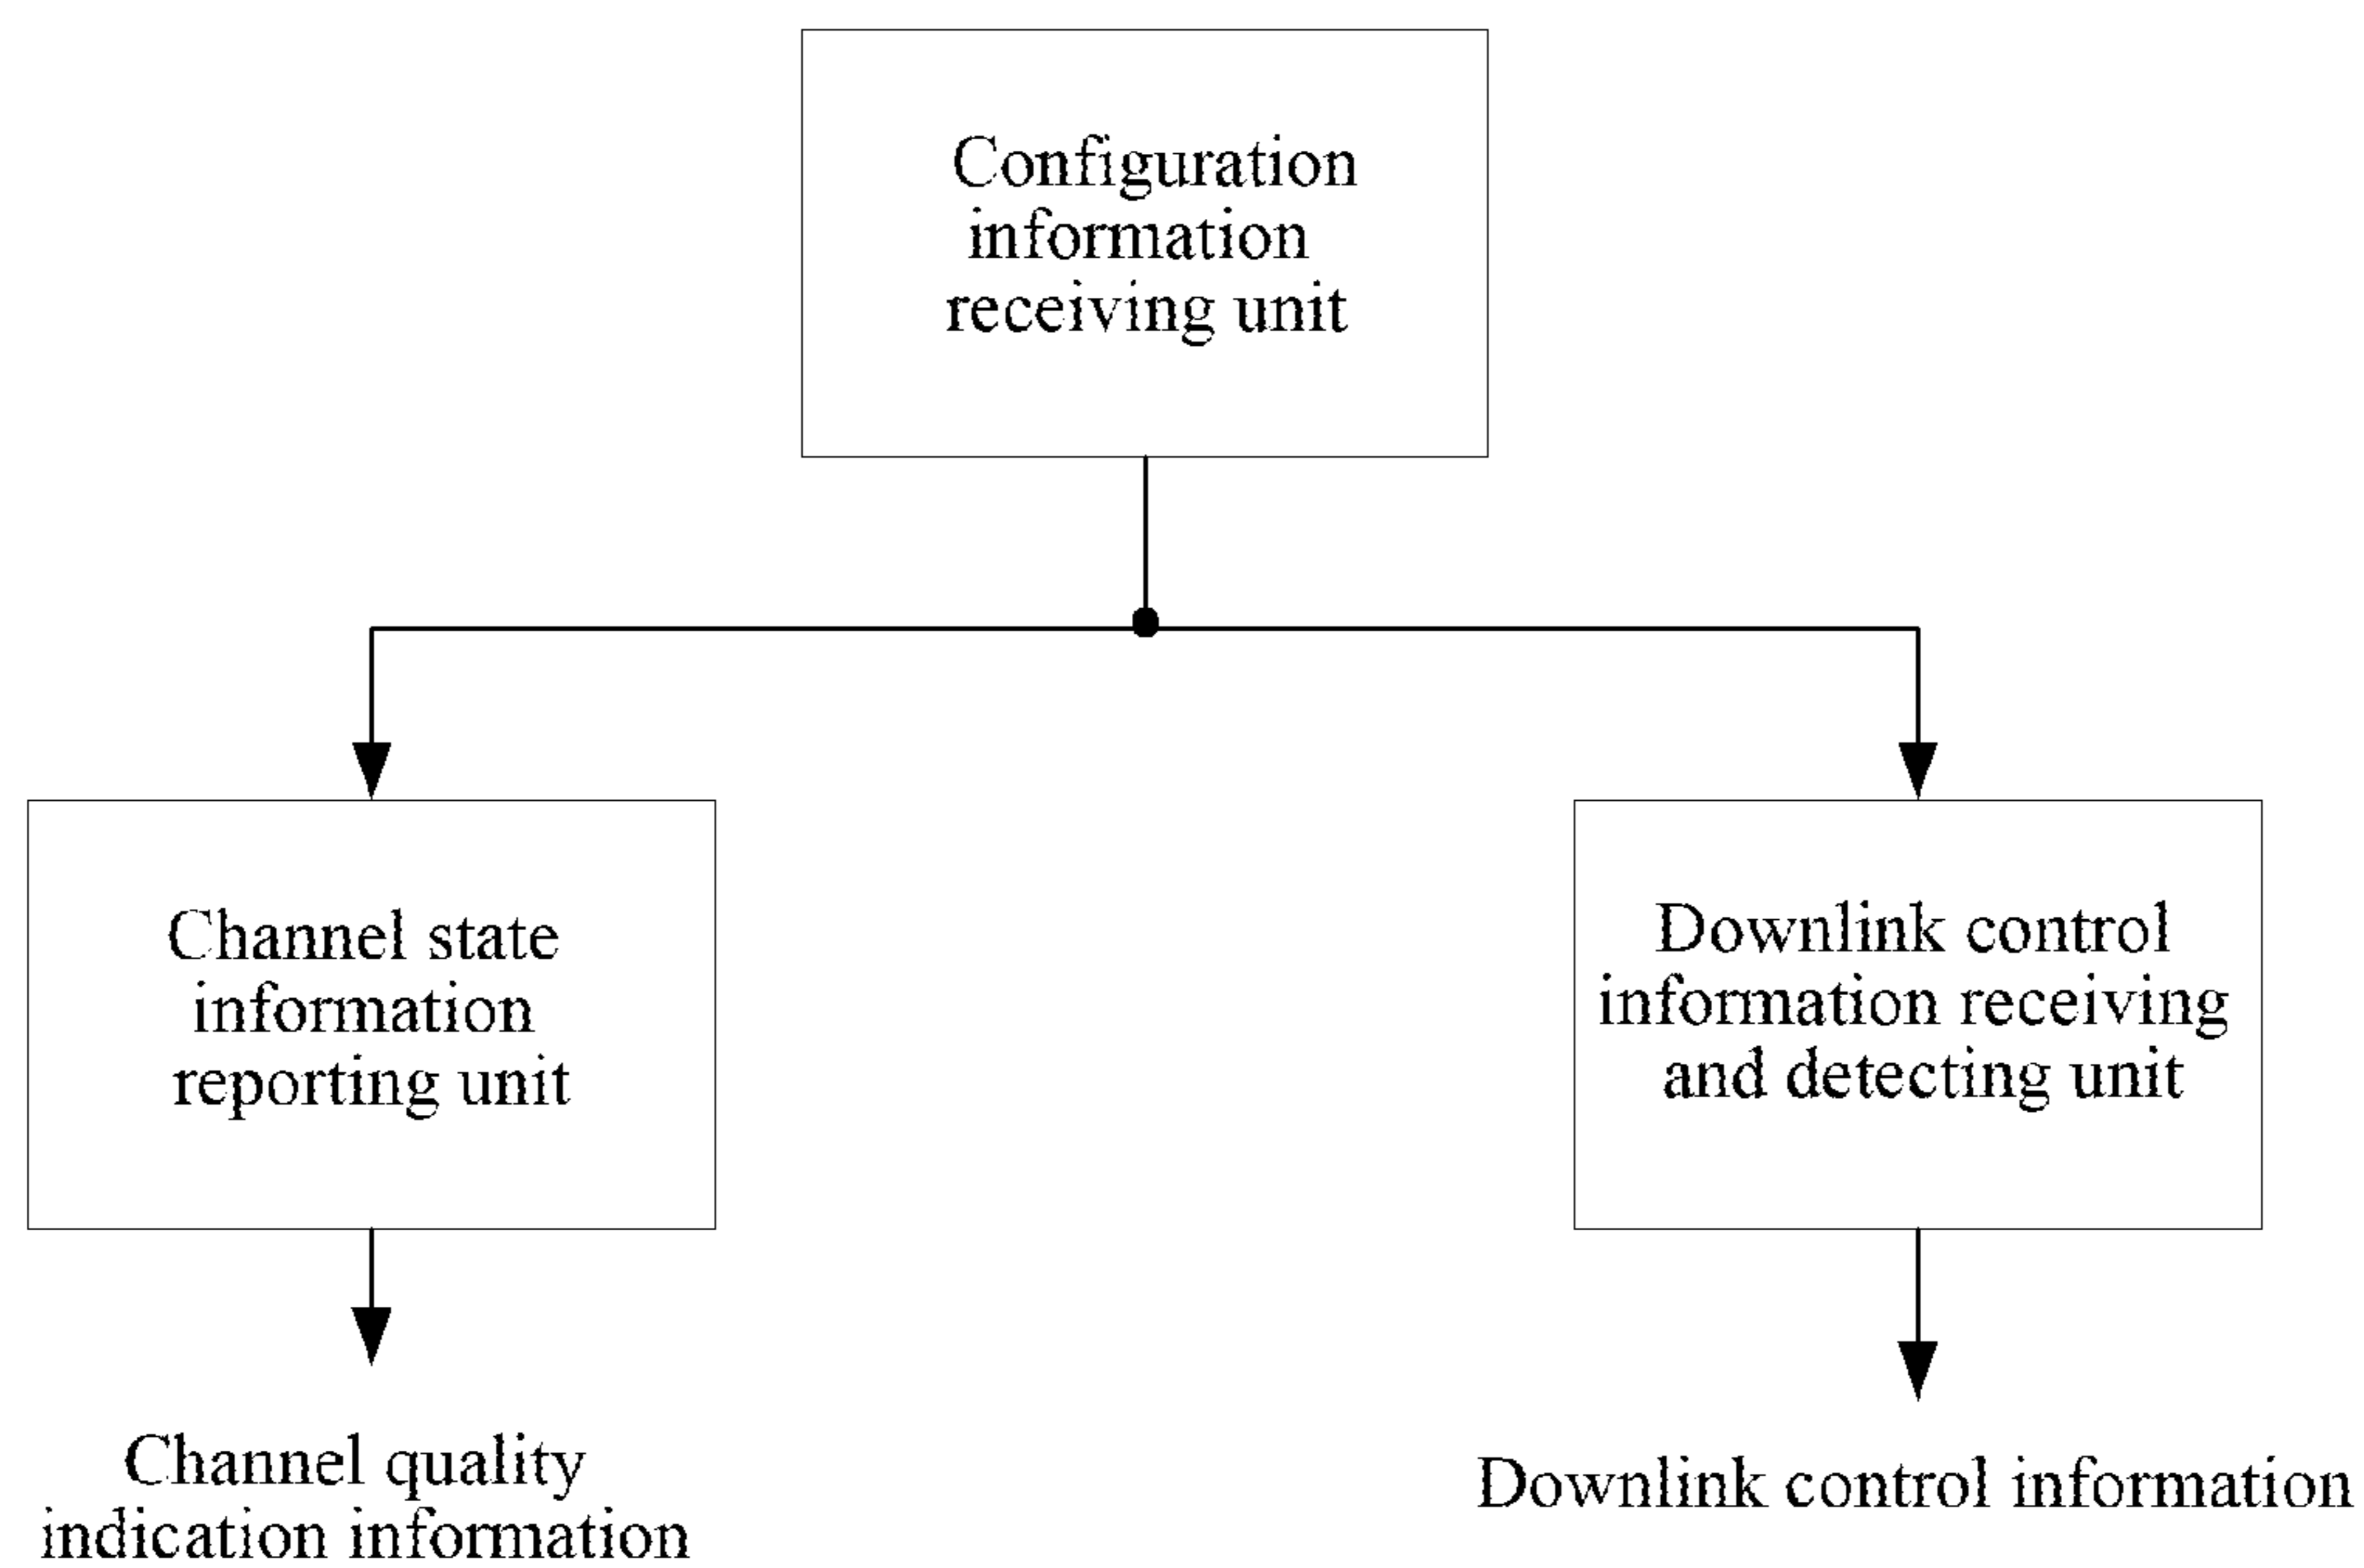 Configuration
information
receiving unit
Channel state
information
reporting unit
Downlink control
information receiving
and detecting unit
Channel quality
indication information
Downlink control information